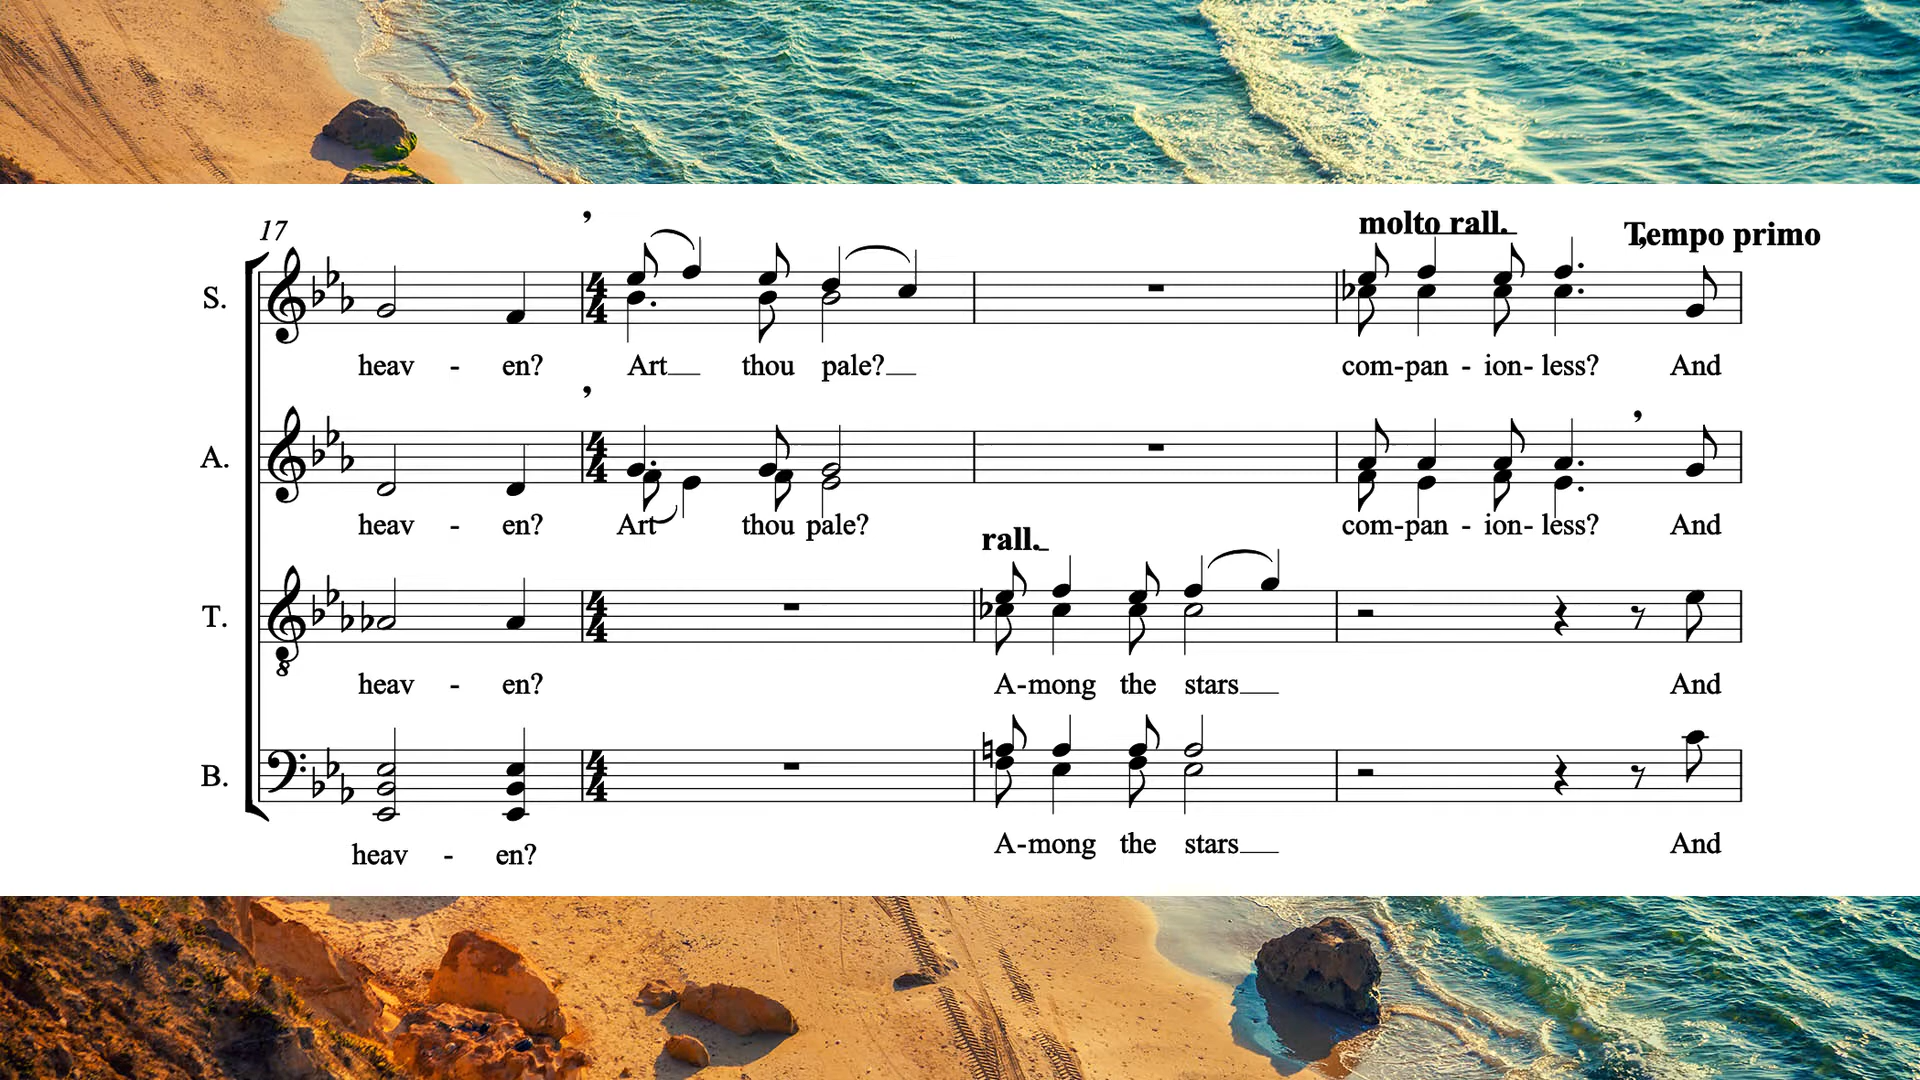 17
molto rall.
Tempo primo
S.
heav - en? Art thou pale? com-pan - ion- less? And
A.
heav - en? Art thou pale? com-pan - ion- less? And
rall.
T.
8
heav - en? A-mong the stars And
B.
heav - en? A-mong the stars And